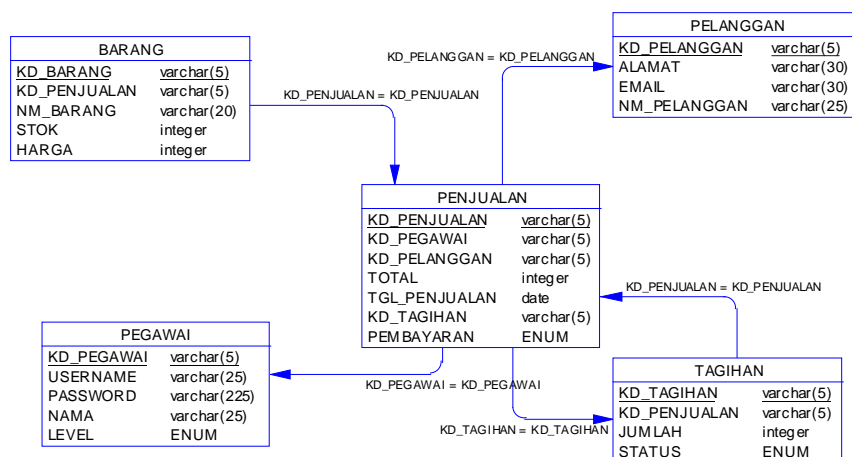 BARANG
KD_BARANG varchar(5)
KD_PENJUALAN varchar(5)
NM_BARANG varchar(20)
STOK integer
HARGA integer
KD_PENJUALAN = KD_PENJUALAN
KD_PELANGGAN = KD_PELANGGAN
PELANGGAN
KD_PELANGGAN varchar(5)
ALAMAT varchar(30)
EMAIL varchar(30)
NM_PELANGGAN varchar(25)
PENJUALAN
KD_PENJUALAN varchar(5)
KD_PEGAWAI varchar(5)
KD_PELANGGAN varchar(5)
TOTAL integer
TGL_PENJUALAN date
KD_TAGIHAN varchar(5)
PEMBAYARAN ENUM
KD_PENJUALAN = KD_PENJUALAN
PEGAWAI
KD_PEGAWAI varchar(5)
USERNAME varchar(25)
PASSWORD varchar(225)
NAMA varchar(25)
LEVEL ENUM
KD_PEGAWAI = KD_PEGAWAI
KD_TAGIHAN = KD_TAGIHAN
TAGIHAN
KD_TAGIHAN varchar(5)
KD_PENJUALAN varchar(5)
JUMLAH integer
STATUS ENUM